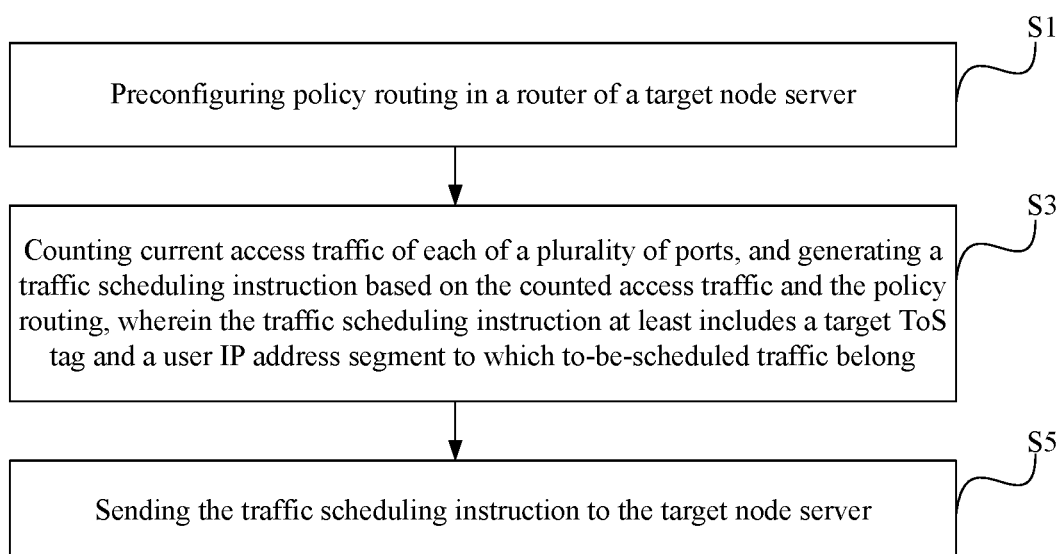 S1
Preconfiguring policy routing in a router of a target node server
S3
Counting current access traffic of each of a plurality of ports, and generating a
traffic scheduling instruction based on the counted access traffic and the policy
routing, wherein the traffic scheduling instruction at least includes a target ToS
tag and a user IP address segment to which to-be-scheduled traffic belong
S5
Sending the traffic scheduling instruction to the target node server